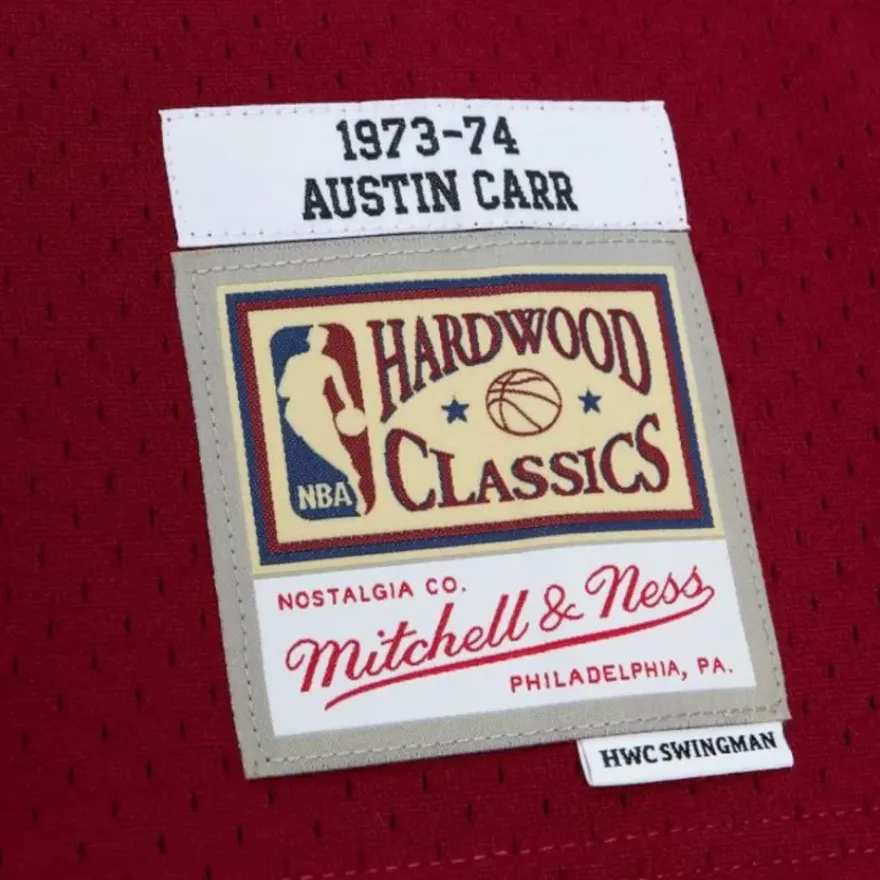 1973-74
AUSTIN CARR
HARDWOOD
CLASSICS
NBA
NOSTALGIA CO.
Mitchell & Ness
PHILADELPHIA, PA.
HWC SWINGMAN